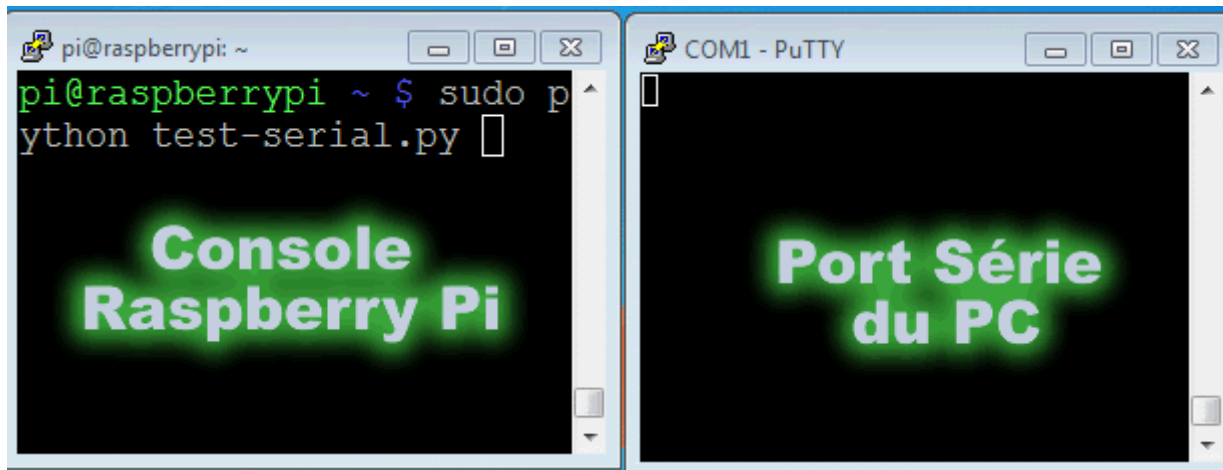 pi@raspberrypi: ~
pi@raspberrypi ~ $ sudo p
ython test-serial.py
Console
Raspberry Pi
COM1 - PuTTY
Port Série
du PC